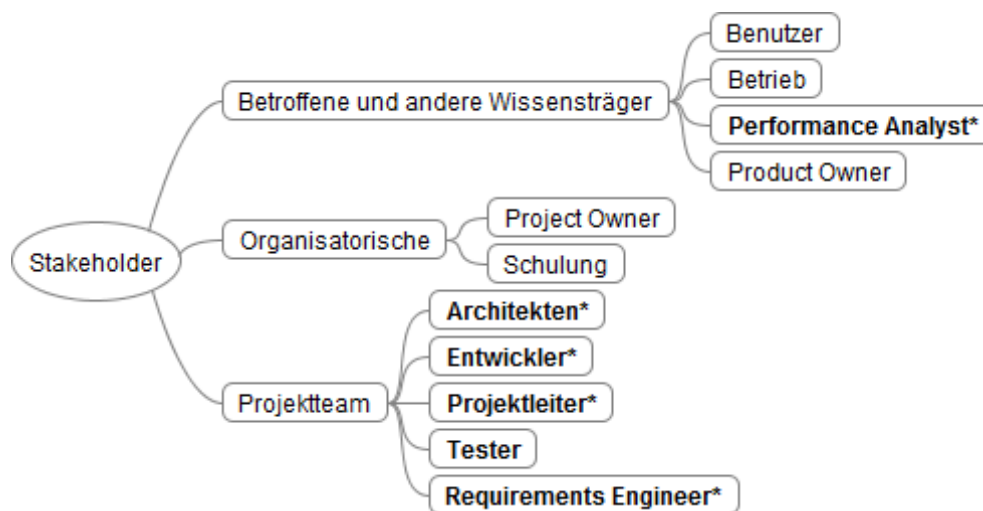 Stakeholder
Betroffene und andere Wissensträger
Benutzer
Betrieb
Performance Analyst*
Product Owner
Organisatorische
Project Owner
Schulung
Projektteam
Architekten*
Entwickler*
Projektleiter*
Tester
Requirements Engineer*